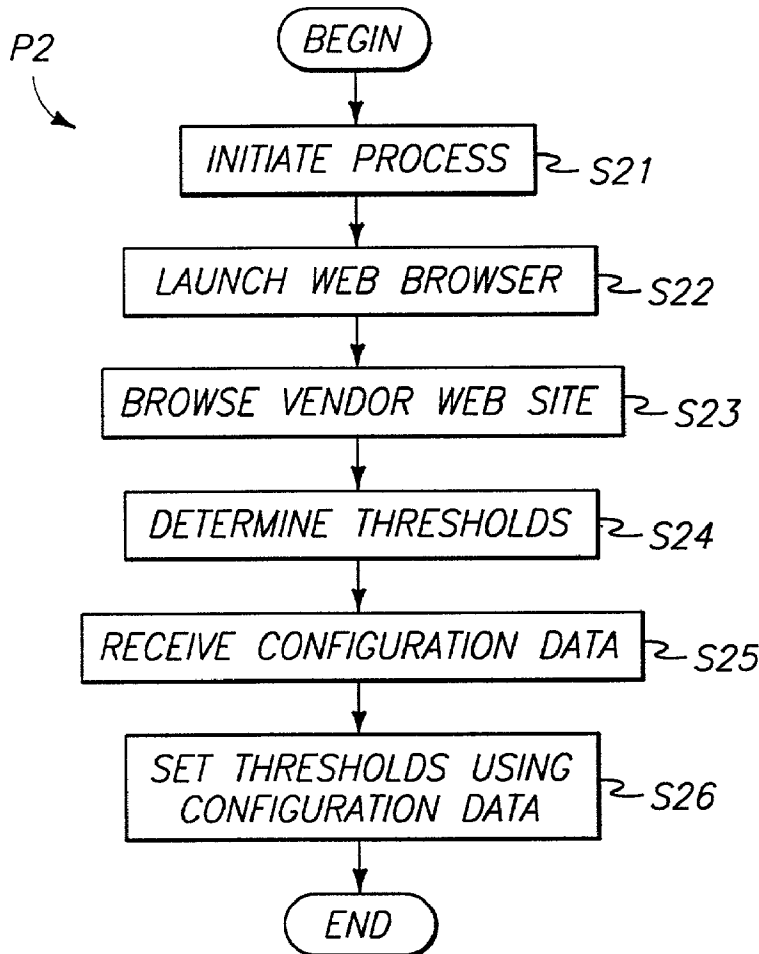 P2
BEGIN
INITIATE PROCESS
S21
LAUNCH WEB BROWSER
S22
BROWSE VENDOR WEB SITE
S23
DETERMINE THRESHOLDS
S24
RECEIVE CONFIGURATION DATA
S25
SET THRESHOLDS USING
CONFIGURATION DATA
S26
END